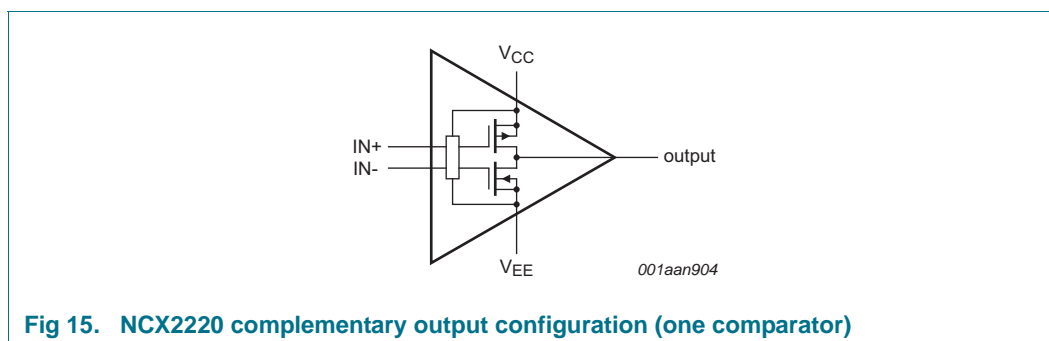 VCC
IN+
IN-
output
VEE
001aan904
Fig 15. NCX2220 complementary output configuration (one comparator)